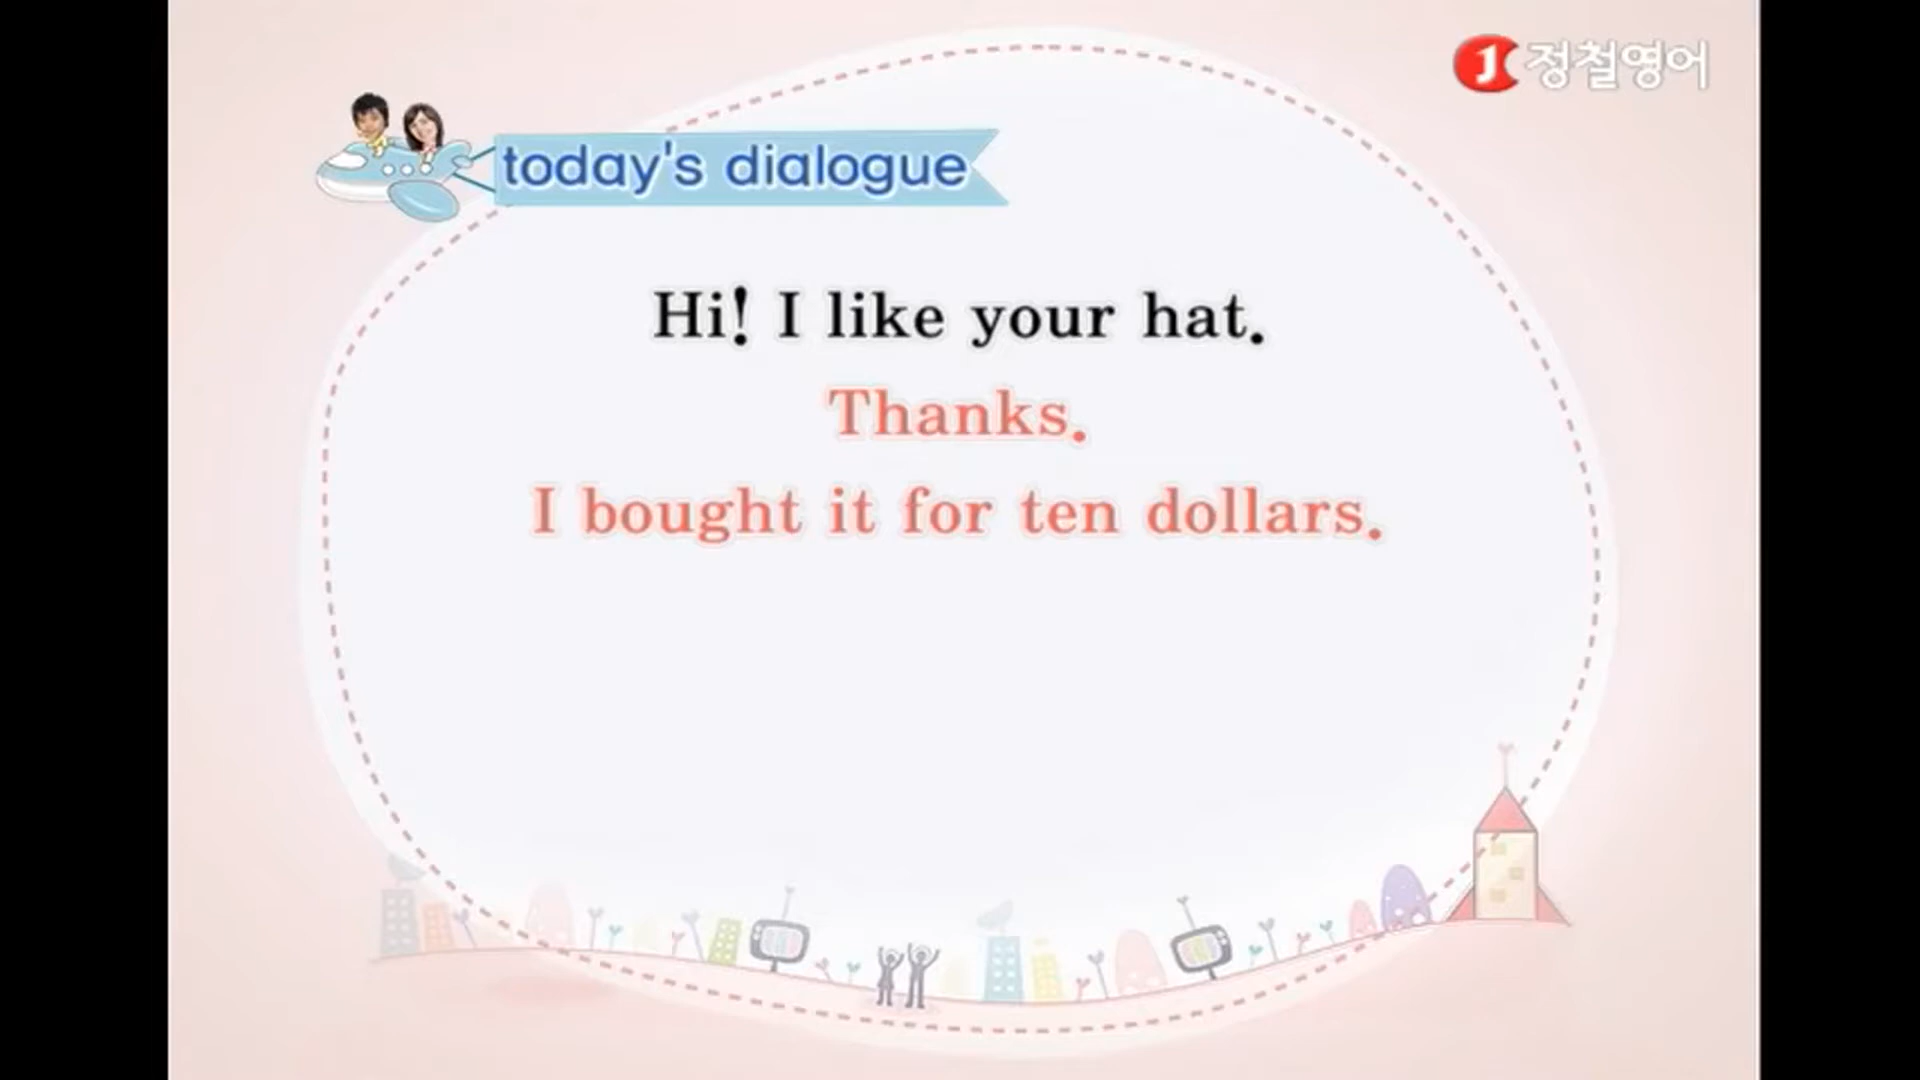 J 정철영어
today's dialogue
Hi! I like your hat.
Thanks.
I bought it for ten dollars.